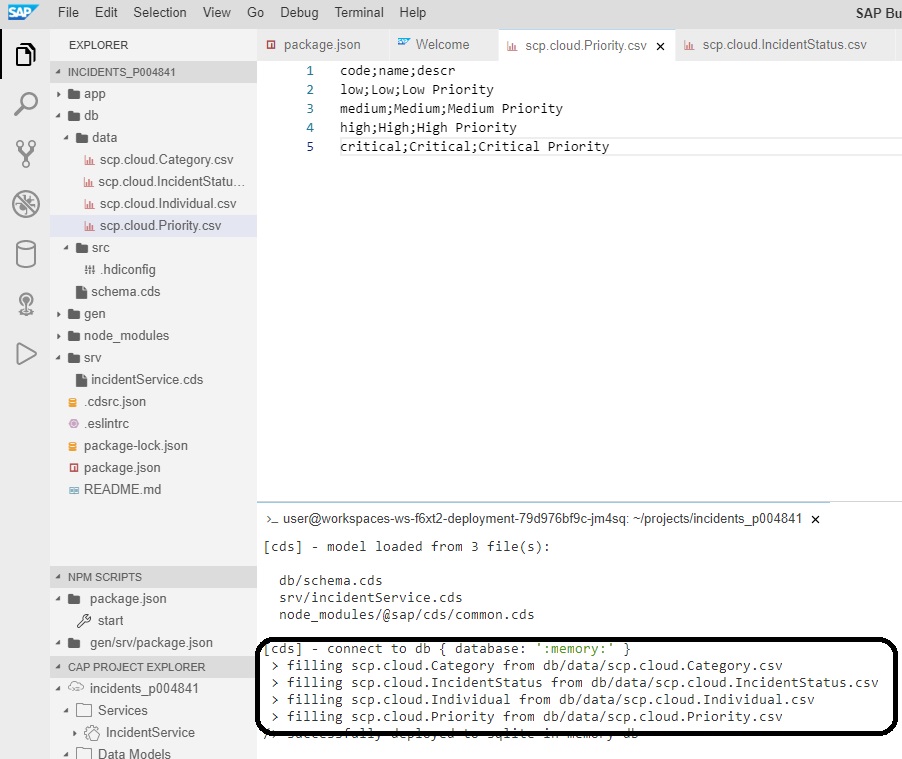 SAP File Edit Selection View Go Debug Terminal Help SAP Bu
EXPLORER
INCIDENTS_P004841
app
db
data
scp.cloud.Category.csv
scp.cloud.IncidentStatu...
scp.cloud.Individual.csv
scp.cloud.Priority.csv
src
.hdiconfig
schema.cds
gen
node_modules
srv
incidentService.cds
.cdsrc.json
.eslintrc
package-lock.json
package.json
README.md
NPM SCRIPTS
package.json
start
gen/srv/package.json
CAP PROJECT EXPLORER
incidents_p004841
Services
IncidentService
Data Models
package.json Welcome scp.cloud.Priority.csv × scp.cloud.IncidentStatus.csv
1 code;name;descr
2 low;Low;Low Priority
3 medium;Medium;Medium Priority
4 high;High;High Priority
5 critical;Critical;Critical Priority
>_ user@workspaces-ws-f6xt2-deployment-79d976bf9c-jm4sq: ~/projects/incidents_p004841 ×
[cds] - model loaded from 3 file(s):
db/schema.cds
srv/incidentService.cds
node_modules/@sap/cds/common.cds
[cds] - connect to db { database: ':memory:' }
> filling scp.cloud.Category from db/data/scp.cloud.Category.csv
> filling scp.cloud.IncidentStatus from db/data/scp.cloud.IncidentStatus.csv
> filling scp.cloud.Individual from db/data/scp.cloud.Individual.csv
> filling scp.cloud.Priority from db/data/scp.cloud.Priority.csv
/> successfully deployed to sqlite in-memory db